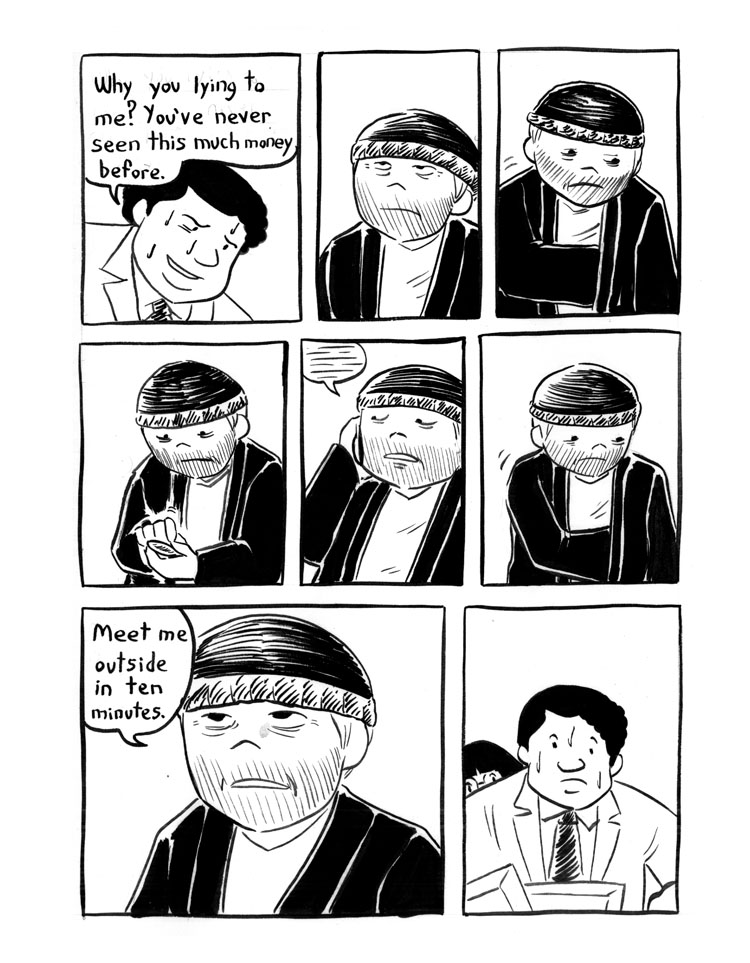 Why you lying to
me? You've never
seen this much money
before.
Meet me
outside
in ten
minutes.